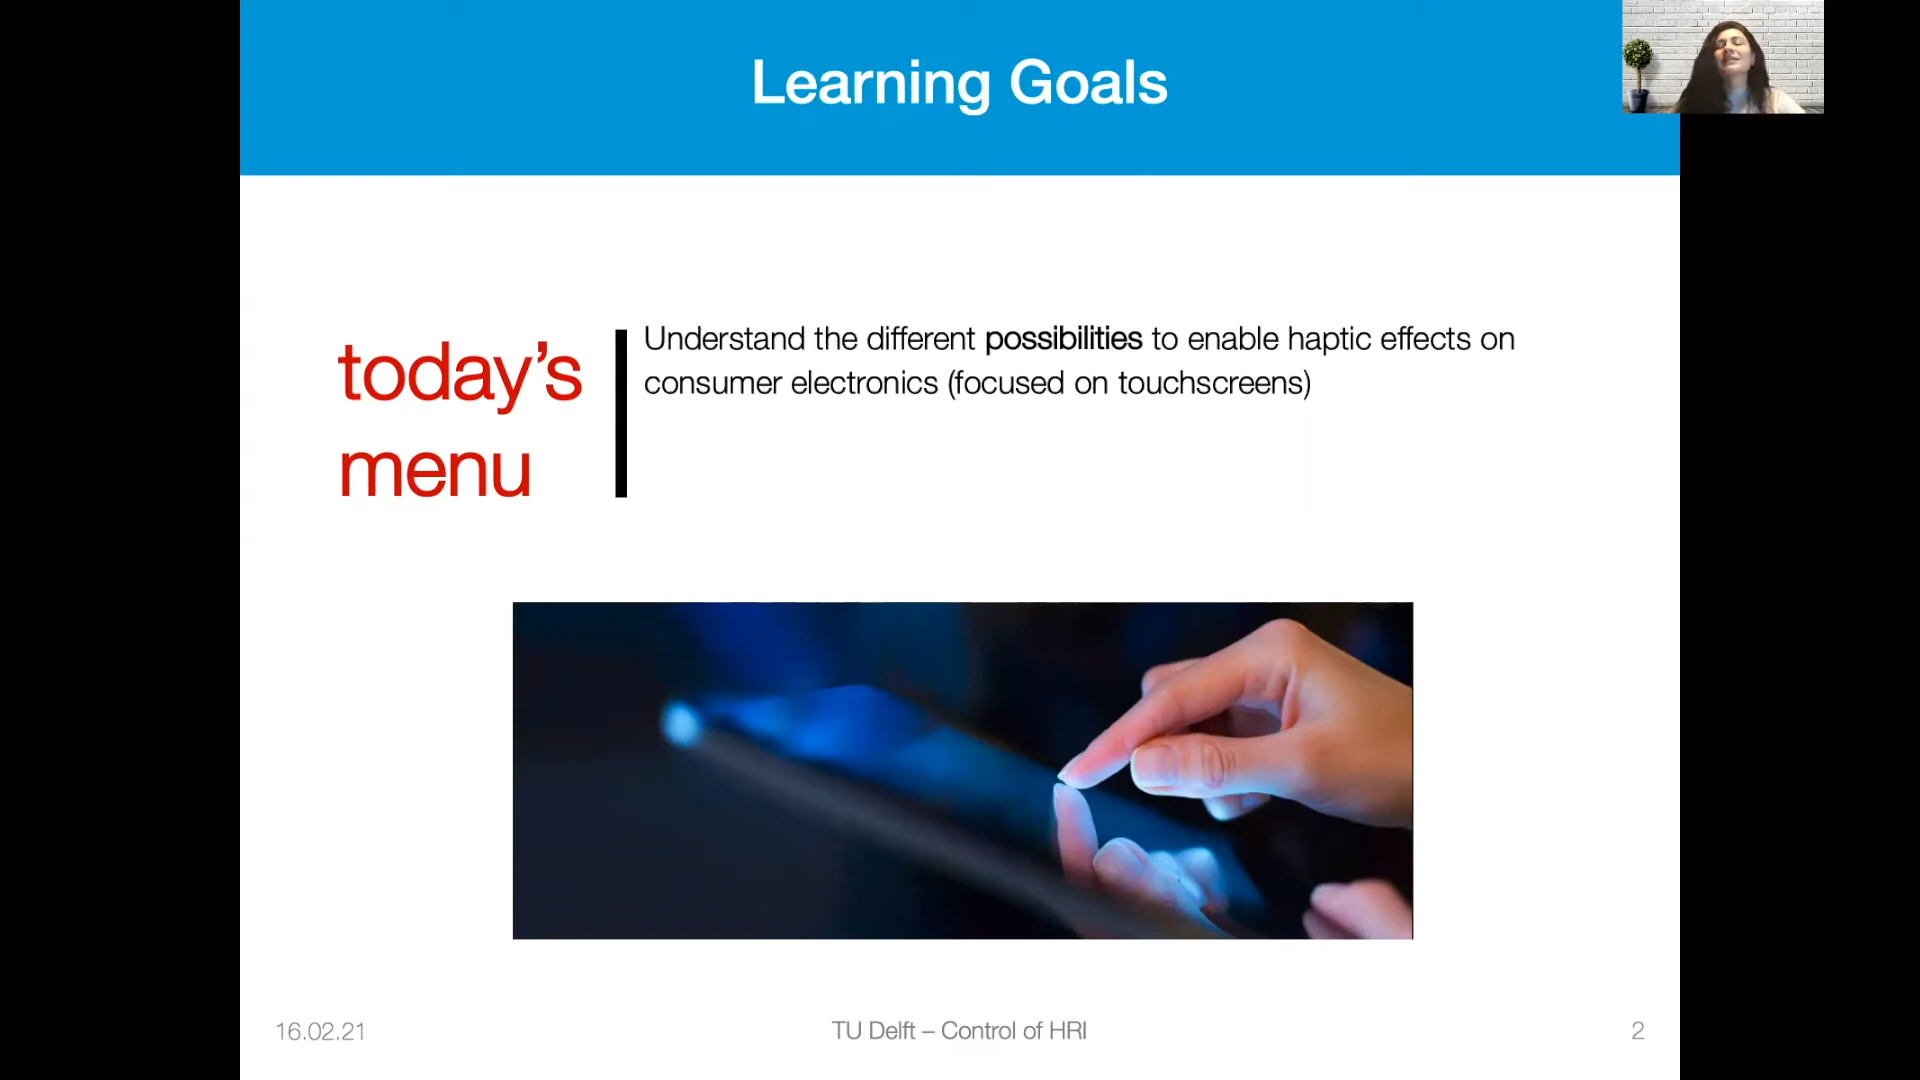 Learning Goals
today's
menu
Understand the different possibilities to enable haptic effects on
consumer electronics (focused on touchscreens)
16.02.21
TU Delft – Control of HRI
2